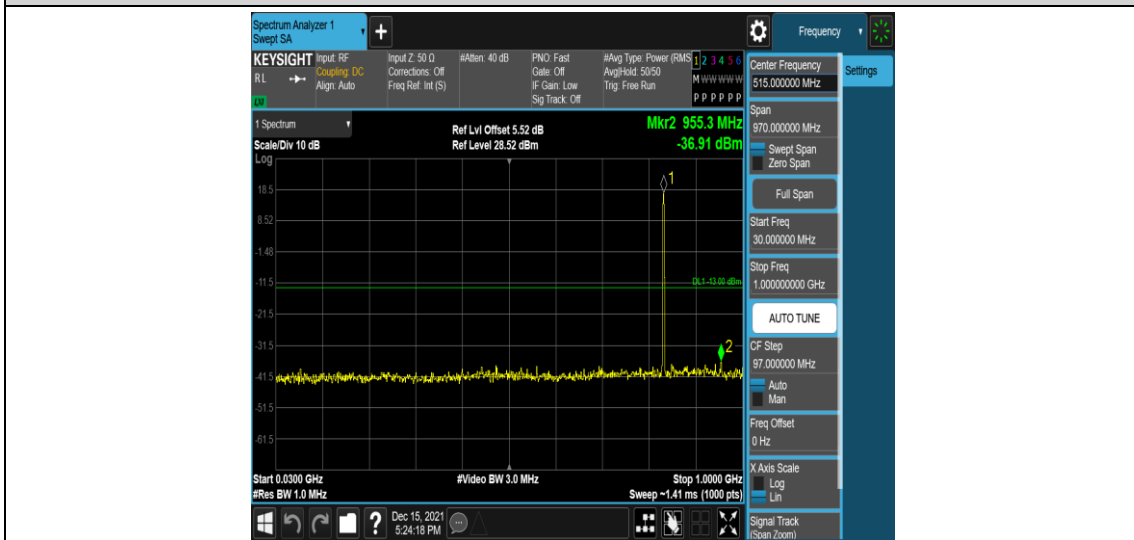 Spectrum Analyzer 1
Swept SA
+
Frequency
KEYSIGHT
RL
Input: RF
Coupling: DC
Align: Auto
Input Z: 50 Ω
Corrections: Off
Freq Ref: Int (S)
#Atten: 40 dB
PNO: Fast
Gate: Off
IF Gain: Low
Sig Track: Off
#Avg Type: Power (RMS
Avg|Hold: 50/50
Trig: Free Run
1 2 3 4 5 6
M W W W W W
P P P P P P
LXI
1 Spectrum
Scale/Div 10 dB
Log
Ref Lvl Offset 5.52 dB
Ref Level 28.52 dBm
Mkr2 955.3 MHz
-36.91 dBm
18.5
8.52
-1.48
-11.5
-21.5
-31.5
-41.5
-51.5
-61.5
1
DL1 -13.00 dBm
2
Start 0.0300 GHz
#Res BW 1.0 MHz
#Video BW 3.0 MHz
Stop 1.0000 GHz
Sweep ~1.41 ms (1000 pts)
?
Dec 15, 2021
5:24:18 PM
Center Frequency
515.000000 MHz
Settings
Span
970.000000 MHz
Swept Span
Zero Span
Full Span
Start Freq
30.000000 MHz
Stop Freq
1.000000000 GHz
AUTO TUNE
CF Step
97.000000 MHz
Auto
Man
Freq Offset
0 Hz
X Axis Scale
Log
Lin
Signal Track
(Span Zoom)